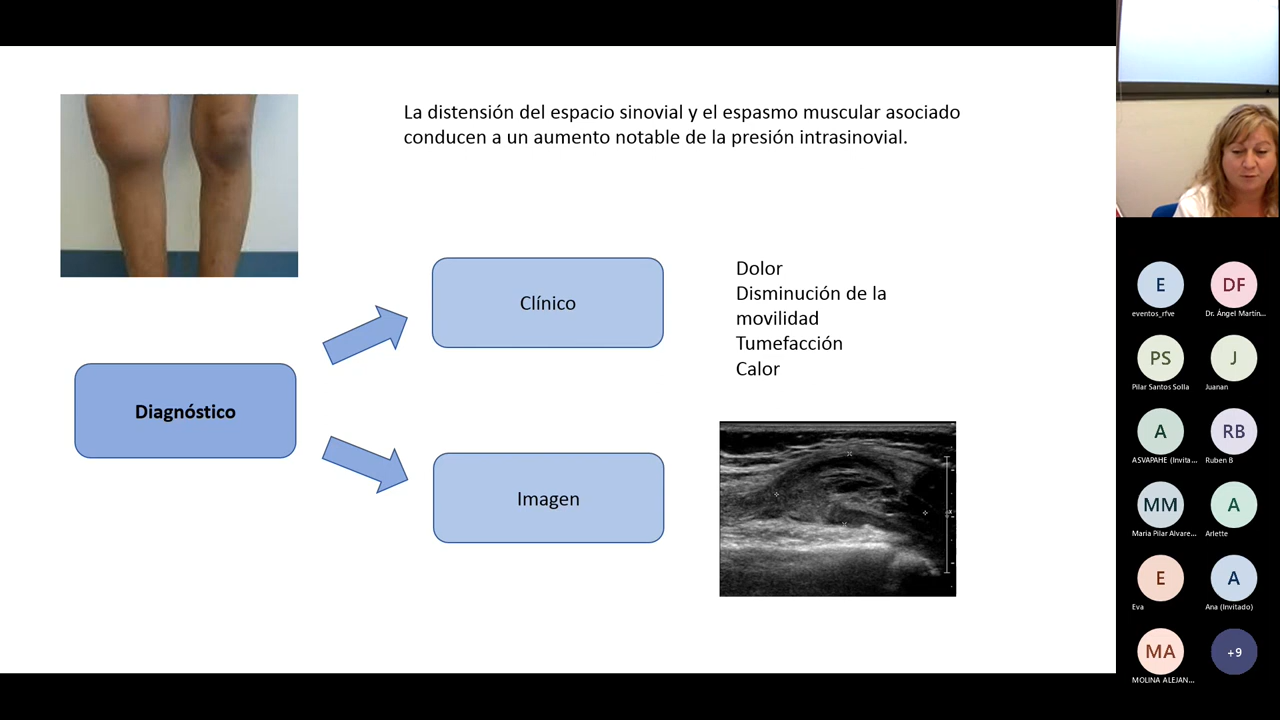 La distensión del espacio sinovial y el espasmo muscular asociado
conducen a un aumento notable de la presión intrasinovial.
Clínico
Dolor
Disminución de la
movilidad
Tumefacción
Calor
Diagnóstico
Imagen
E
eventos_rfve
DF
Dr. Ángel Martín...
PS
Pilar Santos Solla
J
Juanan
A
ASVAPAHE (Invita...
RB
Ruben B
MM
Maria Pilar Alvare...
A
Arlette
E
Eva
A
Ana (Invitado)
MA
MOLINA ALEJAN...
+9